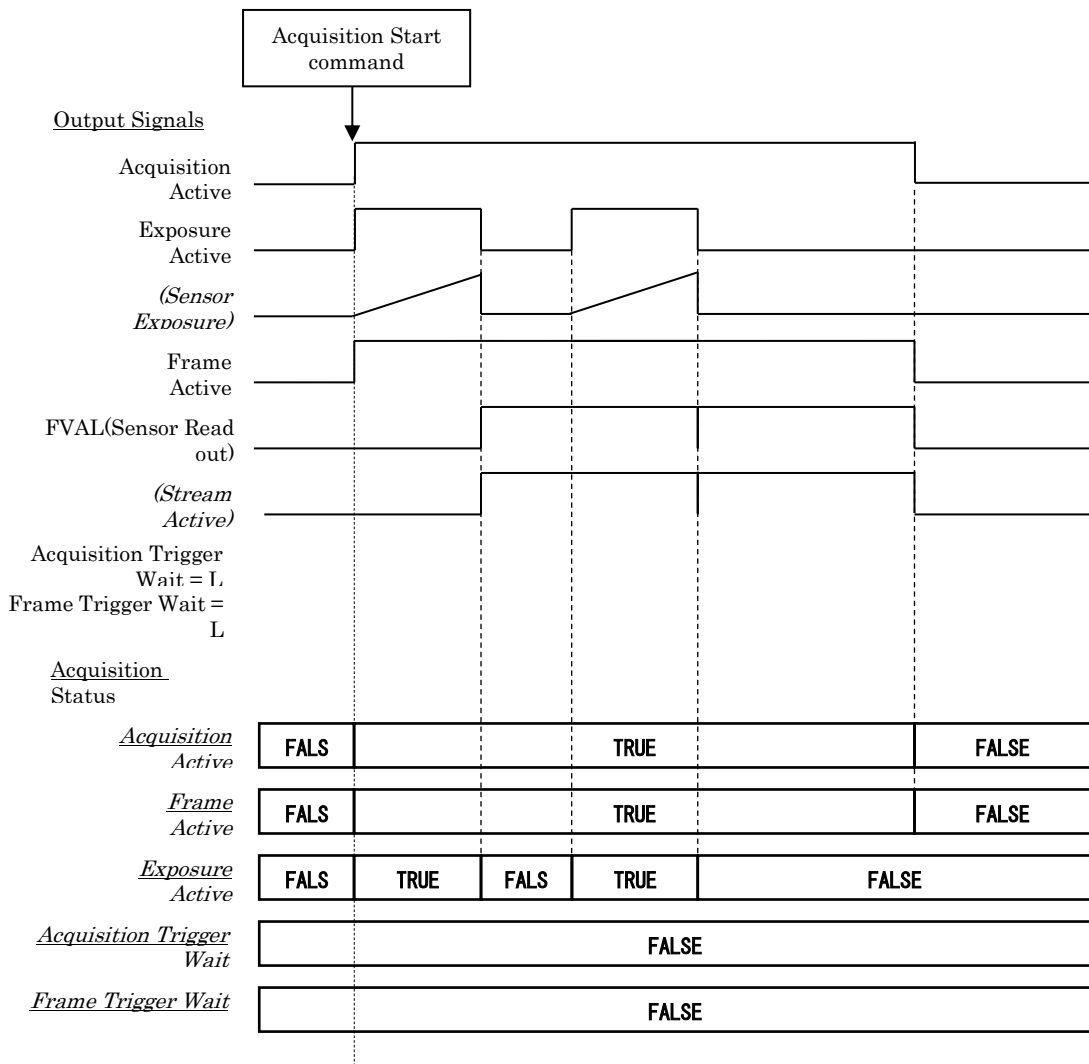 Acquisition Start
command
Output Signals
Acquisition
Active
Exposure
Active
(Sensor
Exposure)
Frame
Active
FVAL(Sensor Read
out)
(Stream
Active)
Acquisition Trigger
Wait = L
Frame Trigger Wait =
L
Acquisition
Status
Acquisition
Active
FALS TRUE FALSE
Frame
Active
FALS TRUE FALSE
Exposure
Active
FALS TRUE FALS TRUE FALSE
Acquisition Trigger
Wait
FALSE
Frame Trigger Wait
FALSE